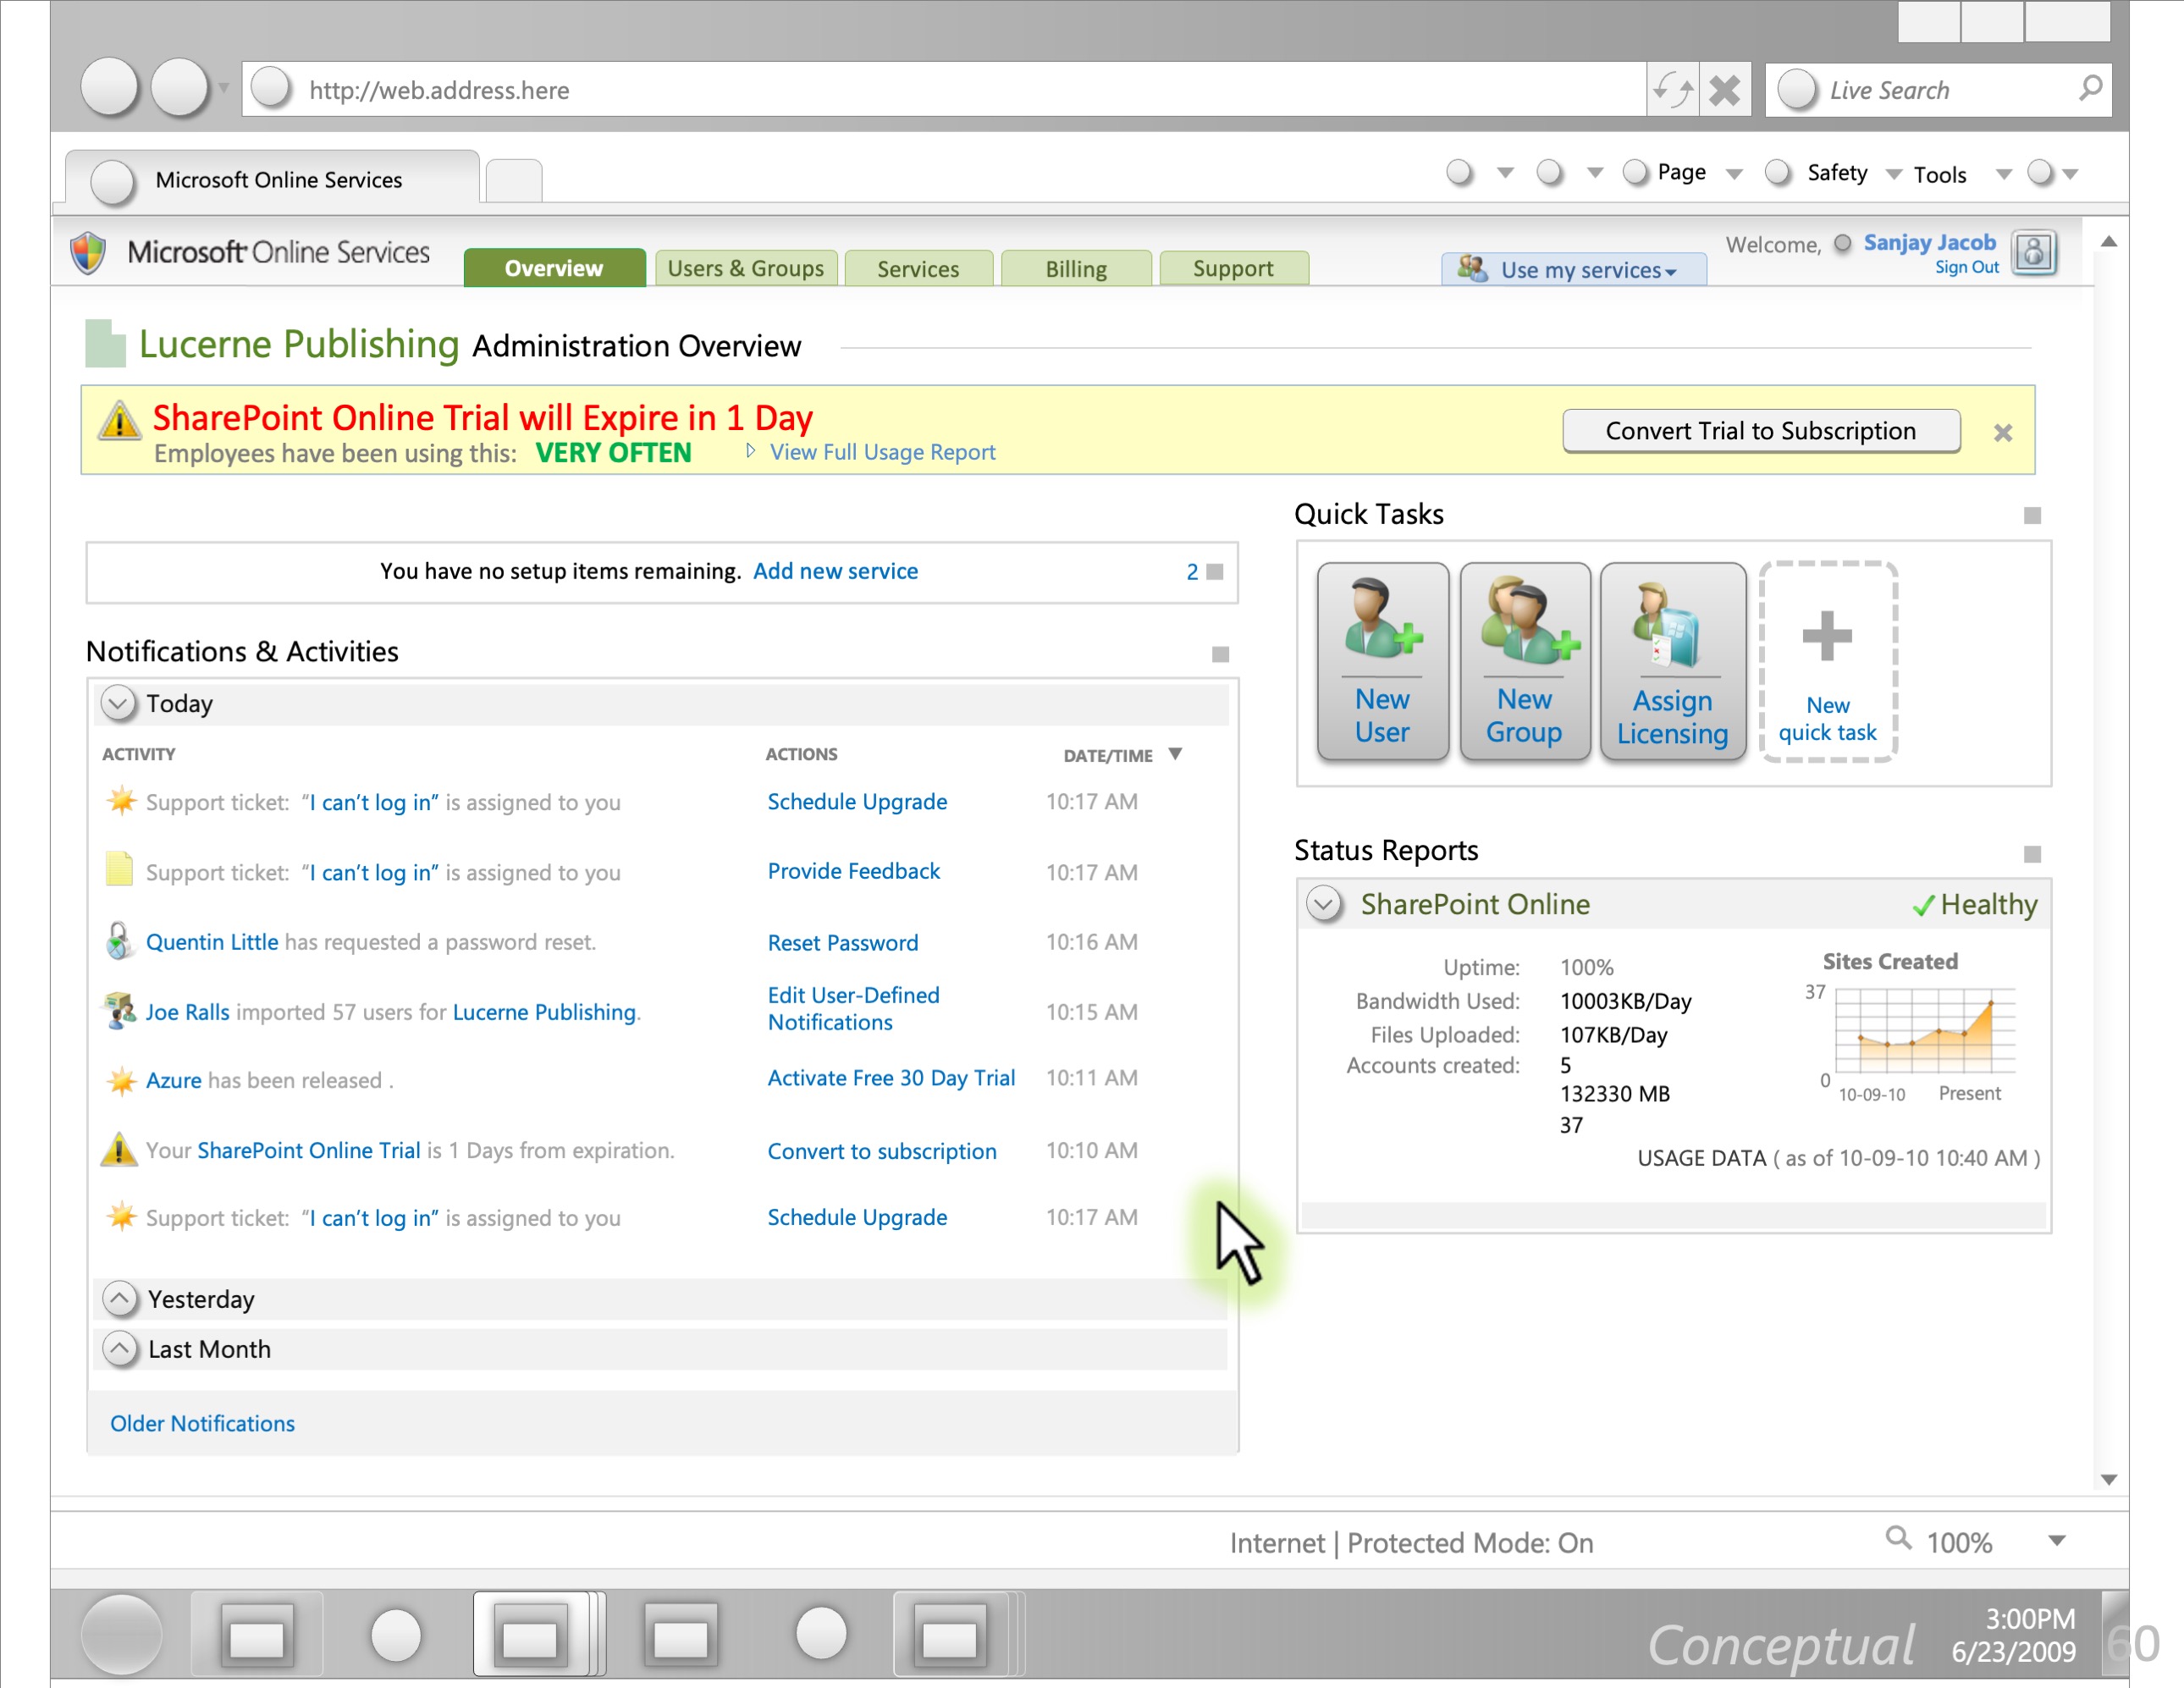 http://web.address.here
Live Search
Microsoft Online Services
Page
Safety
Tools
Microsoft Online Services
Overview
Users & Groups
Services
Billing
Support
Use my services
Welcome,
Sanjay Jacob
Sign Out
Lucerne Publishing Administration Overview
SharePoint Online Trial will Expire in 1 Day
Employees have been using this: VERY OFTEN
View Full Usage Report
Convert Trial to Subscription
You have no setup items remaining. Add new service
2
Notifications & Activities
Today
ACTIVITY ACTIONS DATE/TIME
Support ticket: “I can’t log in” is assigned to you Schedule Upgrade 10:17 AM
Support ticket: “I can’t log in” is assigned to you Provide Feedback 10:17 AM
Quentin Little has requested a password reset. Reset Password 10:16 AM
Joe Ralls imported 57 users for Lucerne Publishing. Edit User-Defined
Notifications 10:15 AM
Azure has been released . Activate Free 30 Day Trial 10:11 AM
Your SharePoint Online Trial is 1 Days from expiration. Convert to subscription 10:10 AM
Support ticket: “I can’t log in” is assigned to you Schedule Upgrade 10:17 AM
Yesterday
Last Month
Older Notifications
Quick Tasks
New
User
New
Group
Assign
Licensing
New
quick task
Status Reports
SharePoint Online
Healthy
Uptime: 100%
Bandwidth Used: 10003KB/Day
Files Uploaded: 107KB/Day
Accounts created: 5
132330 MB
37
Sites Created
37
0
10-09-10 Present
USAGE DATA ( as of 10-09-10 10:40 AM )
Internet | Protected Mode: On
100%
Conceptual
3:00PM
6/23/2009
60